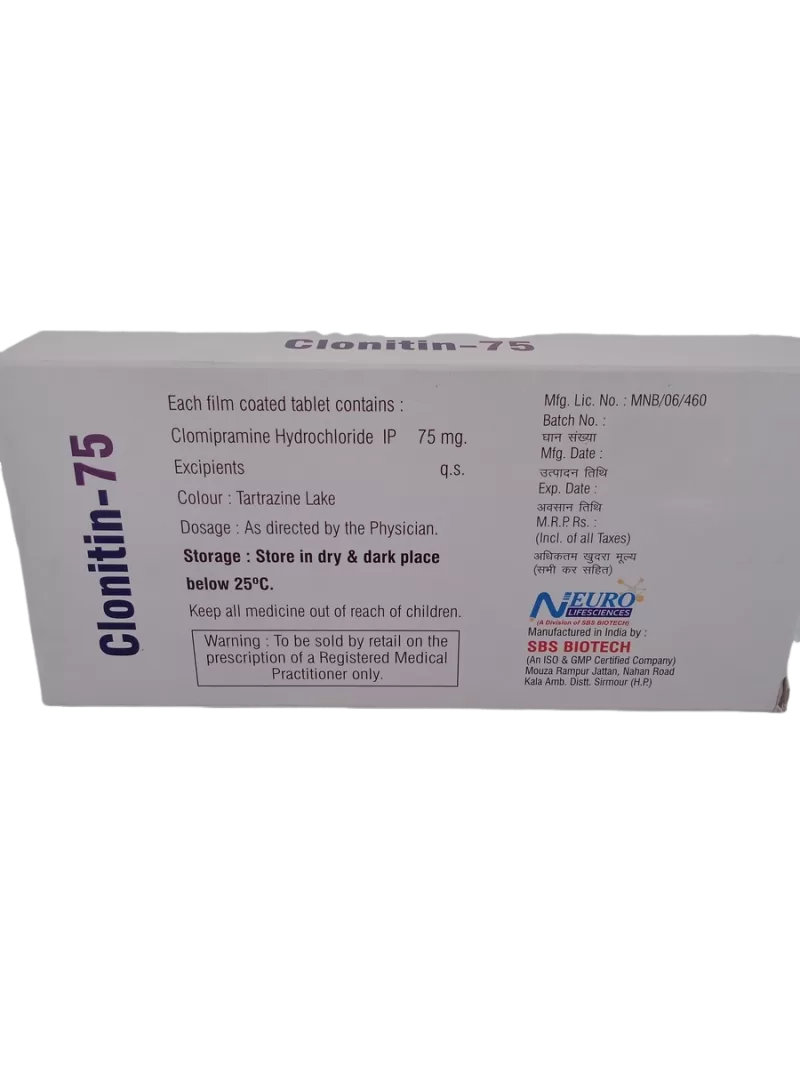 Clonitin-75
Clonitin-75
Each film coated tablet contains :
Clomipramine Hydrochloride IP 75 mg.
Excipients q.s.
Colour : Tartrazine Lake
Dosage : As directed by the Physician.
Storage : Store in dry & dark place
below 25ºC.
Keep all medicine out of reach of children.
Warning : To be sold by retail on the
prescription of a Registered Medical
Practitioner only.
Mfg. Lic. No. : MNB/06/460
Batch No. :
घान संख्या
Mfg. Date :
उत्पादन तिथि
Exp. Date :
अवसान तिथि
M.R.P. Rs. :
(Incl. of all Taxes)
अधिकतम खुदरा मूल्य
(सभी कर सहित)
NEURO
LIFESCIENCES
(A Division of SBS BIOTECH)
Manufactured in India by :
SBS BIOTECH
(An ISO & GMP Certified Company)
Mouza Rampur Jattan, Nahan Road
Kala Amb. Distt. Sirmour (H.P.)